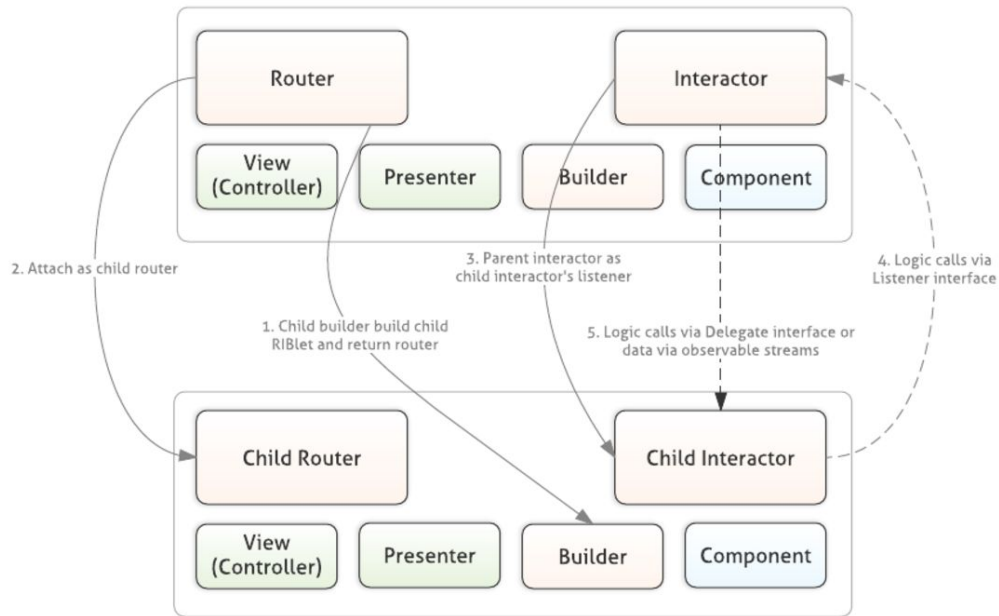 Router
Interactor
View
(Controller)
Presenter
Builder
Component
2. Attach as child router
3. Parent interactor as
child interactor's listener
4. Logic calls via
Listener interface
1. Child builder build child
RIBlet and return router
5. Logic calls via Delegate interface or
data via observable streams
Child Router
Child Interactor
View
(Controller)
Presenter
Builder
Component